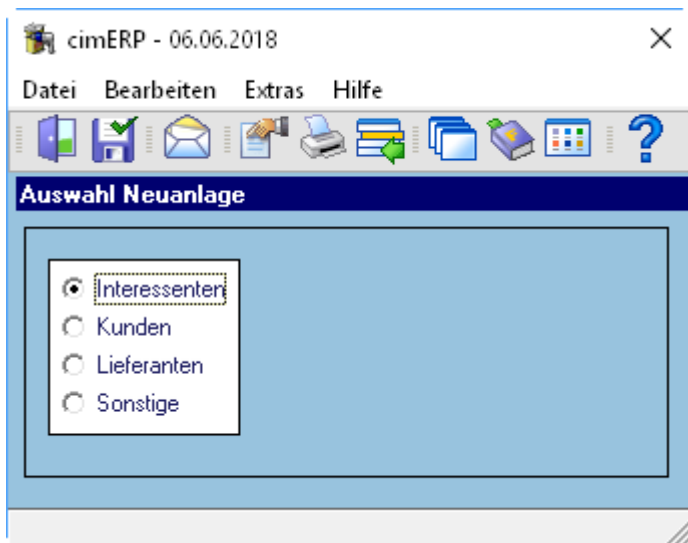 cimERP - 06.06.2018
Datei Bearbeiten Extras Hilfe
Auswahl Neuanlage
Interessenten
Kunden
Lieferanten
Sonstige